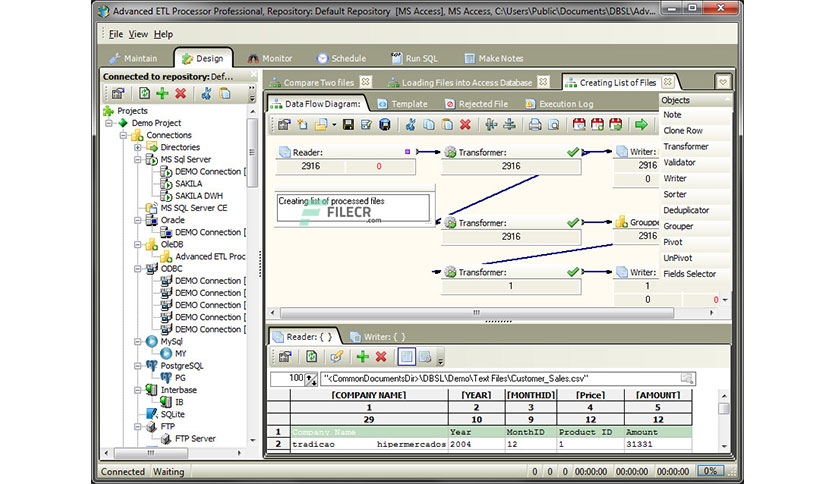 Advanced ETL Processor Professional, Repository: Default Repository [MS Access], MS Access, C:\Users\Public\Documents\DBSL\Adv...
File View Help
Maintain Design Monitor Schedule Run SQL Make Notes
Connected to repository: Def...
Projects
Demo Project
Connections
Directories
MS Sql Server
DEMO Connection [
SAKILA
SAKILA DWH
MS SQL Server CE
Oracle
DEMO Connection [
OleDB
Advanced ETL Proc
ODBC
DEMO Connection [
DEMO Connection [
DEMO Connection [
DEMO Connection [
DEMO Connection [
MySql
MY
PostgreSQL
PG
Interbase
IB
SQLite
FTP
FTP Server
Compare Two files Loading Files into Access Database Creating List of Files
Data Flow Diagram: Template Rejected File Execution Log
Reader:
2916 0
Transformer:
2916
Writer:
2916
0
Creating list of processed files
FILECR
.com
Transformer:
2916
Grouppe
2916
Transformer:
1
Writer:
1
0 0
Objects
Note
Clone Row
Transformer
Validator
Writer
Sorter
Deduplicator
Grouper
Pivot
UnPivot
Fields Selector
Reader: { } Writer: { }
100 "<CommonDocumentsDir>\DBSL\Demo\Text Files\Customer_Sales.csv"
[COMPANY NAME] [YEAR] [MONTHID] [Price] [AMOUNT]
1 2 3 4 5
29 10 9 12 12
1 Company Name Year MonthID Product ID Amount
2 tradicao hipermercados 2004 12 1 31331
Connected Waiting 0 0 0 00:00:00 00:00:00 00:00:00 0%